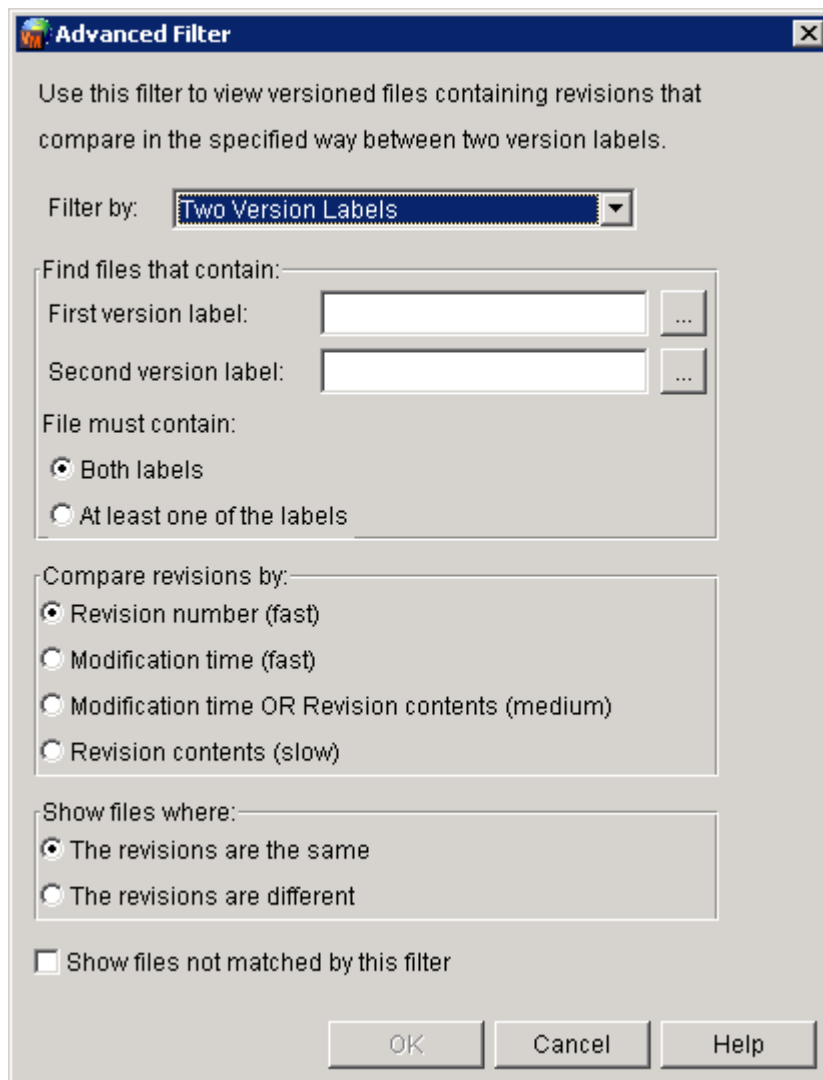 Advanced Filter
Use this filter to view versioned files containing revisions that
compare in the specified way between two version labels.
Filter by: Two Version Labels
Find files that contain:
First version label: ...
Second version label: ...
File must contain:
Both labels
At least one of the labels
Compare revisions by:
Revision number (fast)
Modification time (fast)
Modification time OR Revision contents (medium)
Revision contents (slow)
Show files where:
The revisions are the same
The revisions are different
Show files not matched by this filter
OK Cancel Help